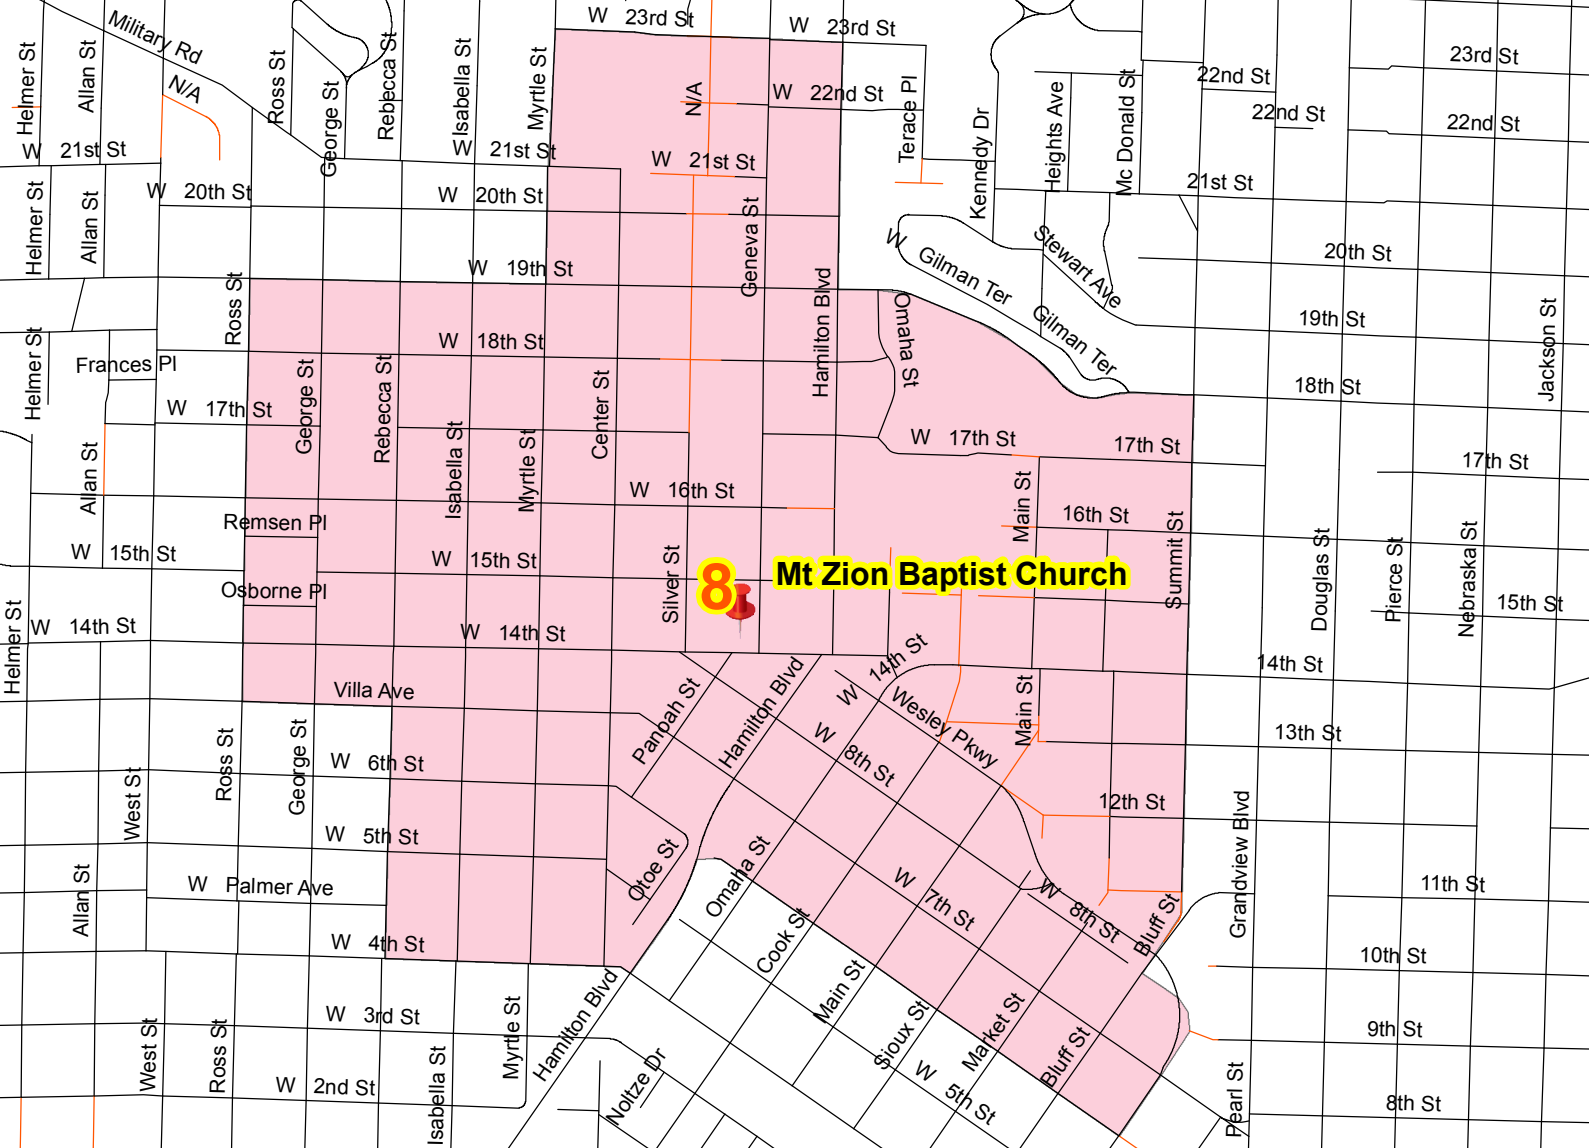 W 23rd St
W 23rd St
Military Rd
Helmer St
Allan St
N/A
Ross St
George St
Rebecca St
Isabella St
Myrtle St
N/A
W 22nd St
Terace Pl
Kennedy Dr
Heights Ave
Mc Donald St
22nd St
22nd St
23rd St
22nd St
W 21st St
W 21st St
W 21st St
21st St
W 20th St
W 20th St
20th St
Helmer St
Allan St
Geneva St
W Gilman Ter
Stewart Ave
Gilman Ter
W 19th St
19th St
Ross St
Hamilton Blvd
Omaha St
Jackson St
W 18th St
18th St
Helmer St
Frances Pl
George St
Rebecca St
Center St
W 17th St
W 17th St
17th St
17th St
Allan St
Isabella St
Myrtle St
W 16th St
Main St
16th St
Remsen Pl
Summit St
Douglas St
Pierce St
Nebraska St
W 15th St
W 15th St
Silver St
8
Mt Zion Baptist Church
15th St
Osborne Pl
Helmer St
W 14th St
W 14th St
W 14th St
14th St
Villa Ave
Panoah St
Hamilton Blvd
Wesley Pkwy
Main St
13th St
Ross St
George St
W 6th St
W 8th St
West St
12th St
Grandview Blvd
W 5th St
Otoe St
Omaha St
W 7th St
W 8th St
Bluff St
11th St
Allan St
W Palmer Ave
W 4th St
Cook St
10th St
Main St
Sioux St
Market St
Bluff St
W 3rd St
9th St
West St
Ross St
Myrtle St
Hamilton Blvd
Isabella St
Noltze Dr
W 2nd St
W 5th St
Pearl St
8th St